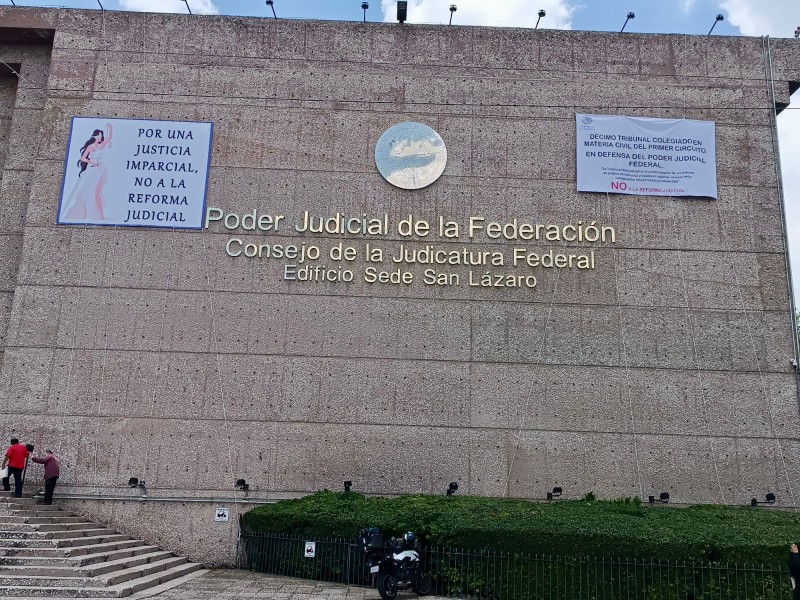 POR UNA
JUSTICIA
IMPARCIAL,
NO A LA
REFORMA
JUDICIAL
DÉCIMO TRIBUNAL COLEGIADO EN
MATERIA CIVIL DEL PRIMER CIRCUITO.
EN DEFENSA DEL PODER JUDICIAL
FEDERAL.
NO A LA REFORMA JUDICIAL
Poder Judicial de la Federación
Consejo de la Judicatura Federal
Edificio Sede San Lázaro